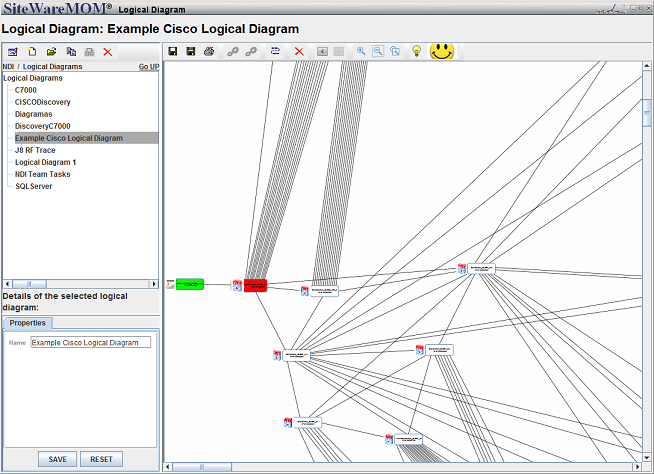 SiteWareMOM® Logical Diagram
Logical Diagram: Example Cisco Logical Diagram
NDI / Logical Diagrams Go UP
Logical Diagrams
C7000
CISCODiscovery
Diagramas
DiscoveryC7000
Example Cisco Logical Diagram
J8 RF Trace
Logical Diagram 1
NDI Team Tasks
SQLServer
Details of the selected logical
diagram:
Properties
Name Example Cisco Logical Diagram
SAVE RESET